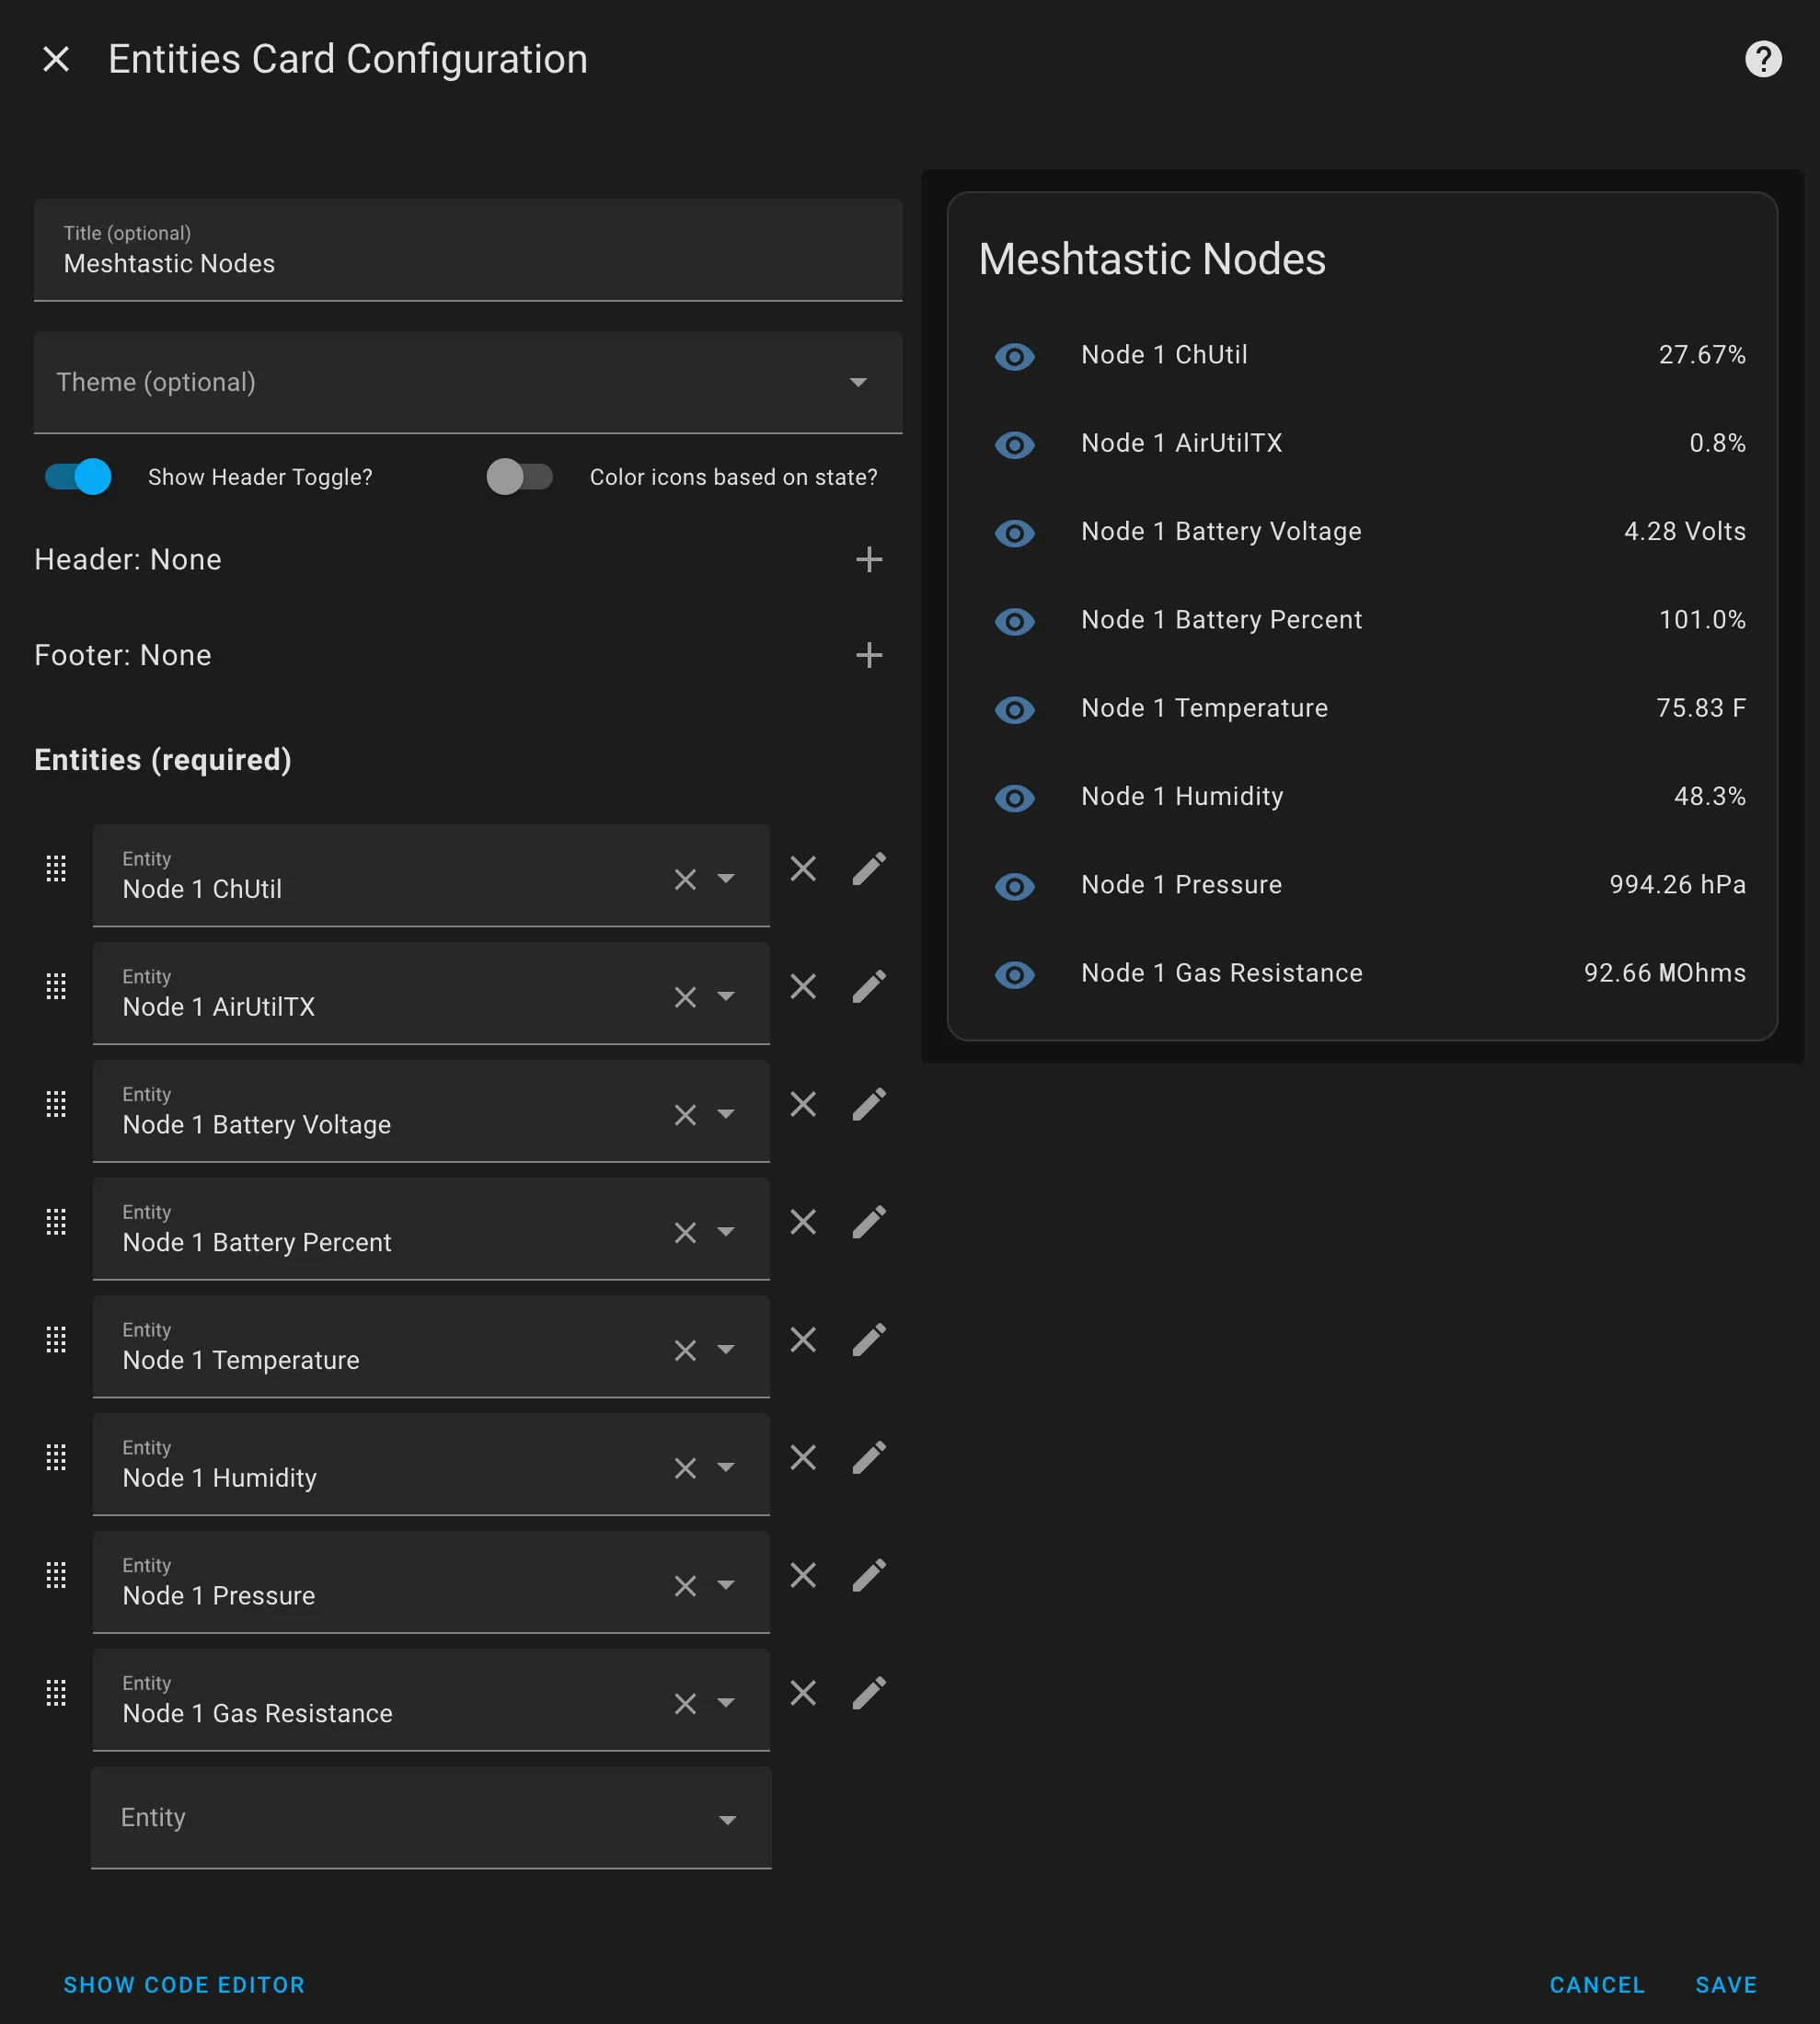 Entities Card Configuration
Title (optional)
Meshtastic Nodes
Theme (optional)
Show Header Toggle?
Color icons based on state?
Header: None
Footer: None
Entities (required)
Entity
Node 1 ChUtil
Entity
Node 1 AirUtilTX
Entity
Node 1 Battery Voltage
Entity
Node 1 Battery Percent
Entity
Node 1 Temperature
Entity
Node 1 Humidity
Entity
Node 1 Pressure
Entity
Node 1 Gas Resistance
Entity
Meshtastic Nodes
Node 1 ChUtil 27.67%
Node 1 AirUtilTX 0.8%
Node 1 Battery Voltage 4.28 Volts
Node 1 Battery Percent 101.0%
Node 1 Temperature 75.83 F
Node 1 Humidity 48.3%
Node 1 Pressure 994.26 hPa
Node 1 Gas Resistance 92.66 MOhms
SHOW CODE EDITOR
CANCEL
SAVE